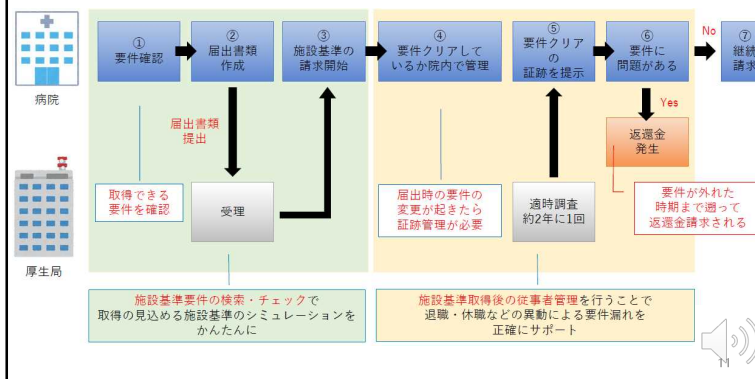 病院
①
要件確認
②
届出書類
作成
③
施設基準の
請求開始
④
要件クリアして
いるか院内で管理
⑤
要件クリア
の
証跡を提示
⑥
要件に
問題がある
No
⑦
継続
請求
届出書類
提出
Yes
返還金
発生
厚生局
取得できる
要件を確認
受理
届出時の要件の
変更が起きたら
証跡管理が必要
適時調査
約2年に1回
要件が外れた
時期まで遡って
返還金請求される
施設基準要件の検索・チェックで
取得の見込める施設基準のシミュレーションを
かんたんに
施設基準取得後の従事者管理を行うことで
退職・休職などの異動による要件漏れを
正確にサポート
11